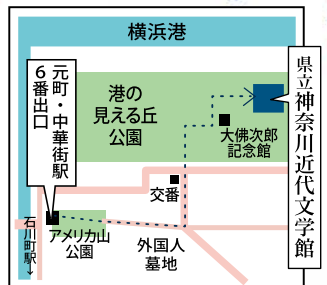 横浜港
県立神奈川近代文学館
元町・中華街駅
6番出口
港の
見える丘
公園
大佛次郎
記念館
交番
アメリカ山
公園
外国人
墓地
石川町駅→